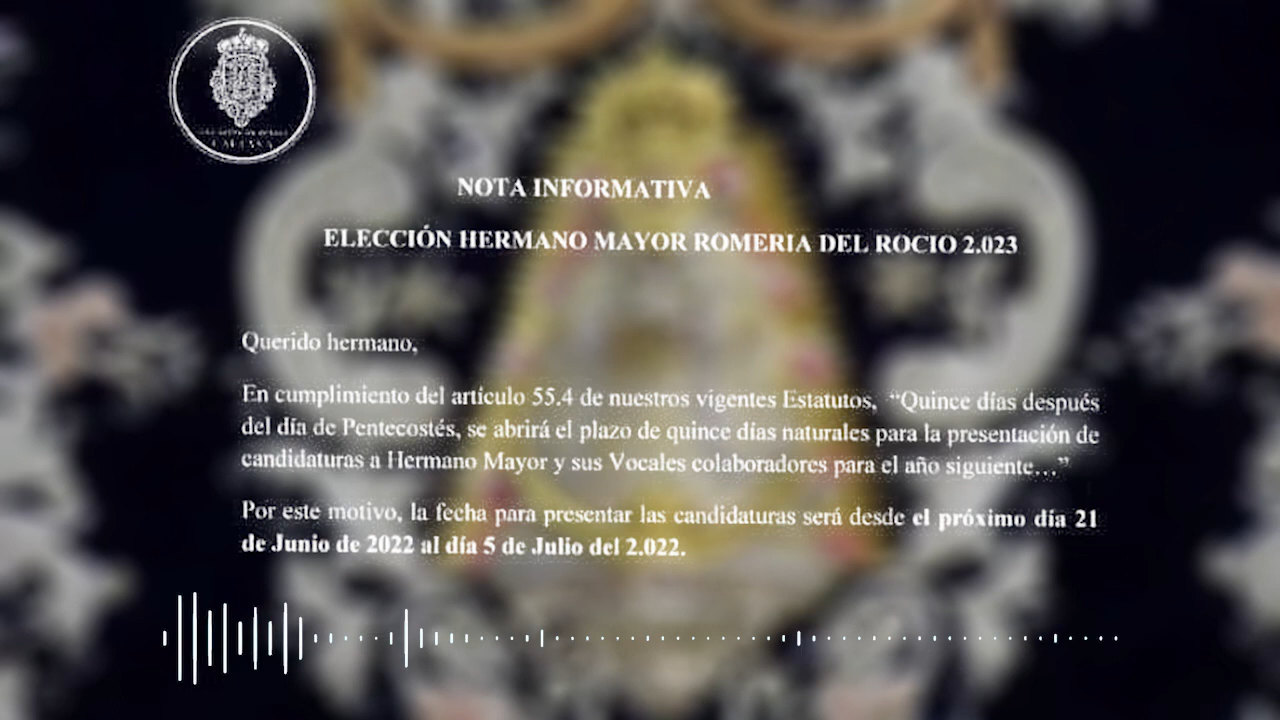 NOTA INFORMATIVA
ELECCIÓN HERMANO MAYOR ROMERIA DEL ROCIO 2.023
Querido hermano,
En cumplimiento del artículo 55.4 de nuestros vigentes Estatutos, “Quince días después
del día de Pentecostés, se abrirá el plazo de quince días naturales para la presentación de
candidaturas a Hermano Mayor y sus Vocales colaboradores para el año siguiente…”
Por este motivo, la fecha para presentar las candidaturas será desde el próximo día 21
de Junio de 2022 al día 5 de Julio del 2.022.